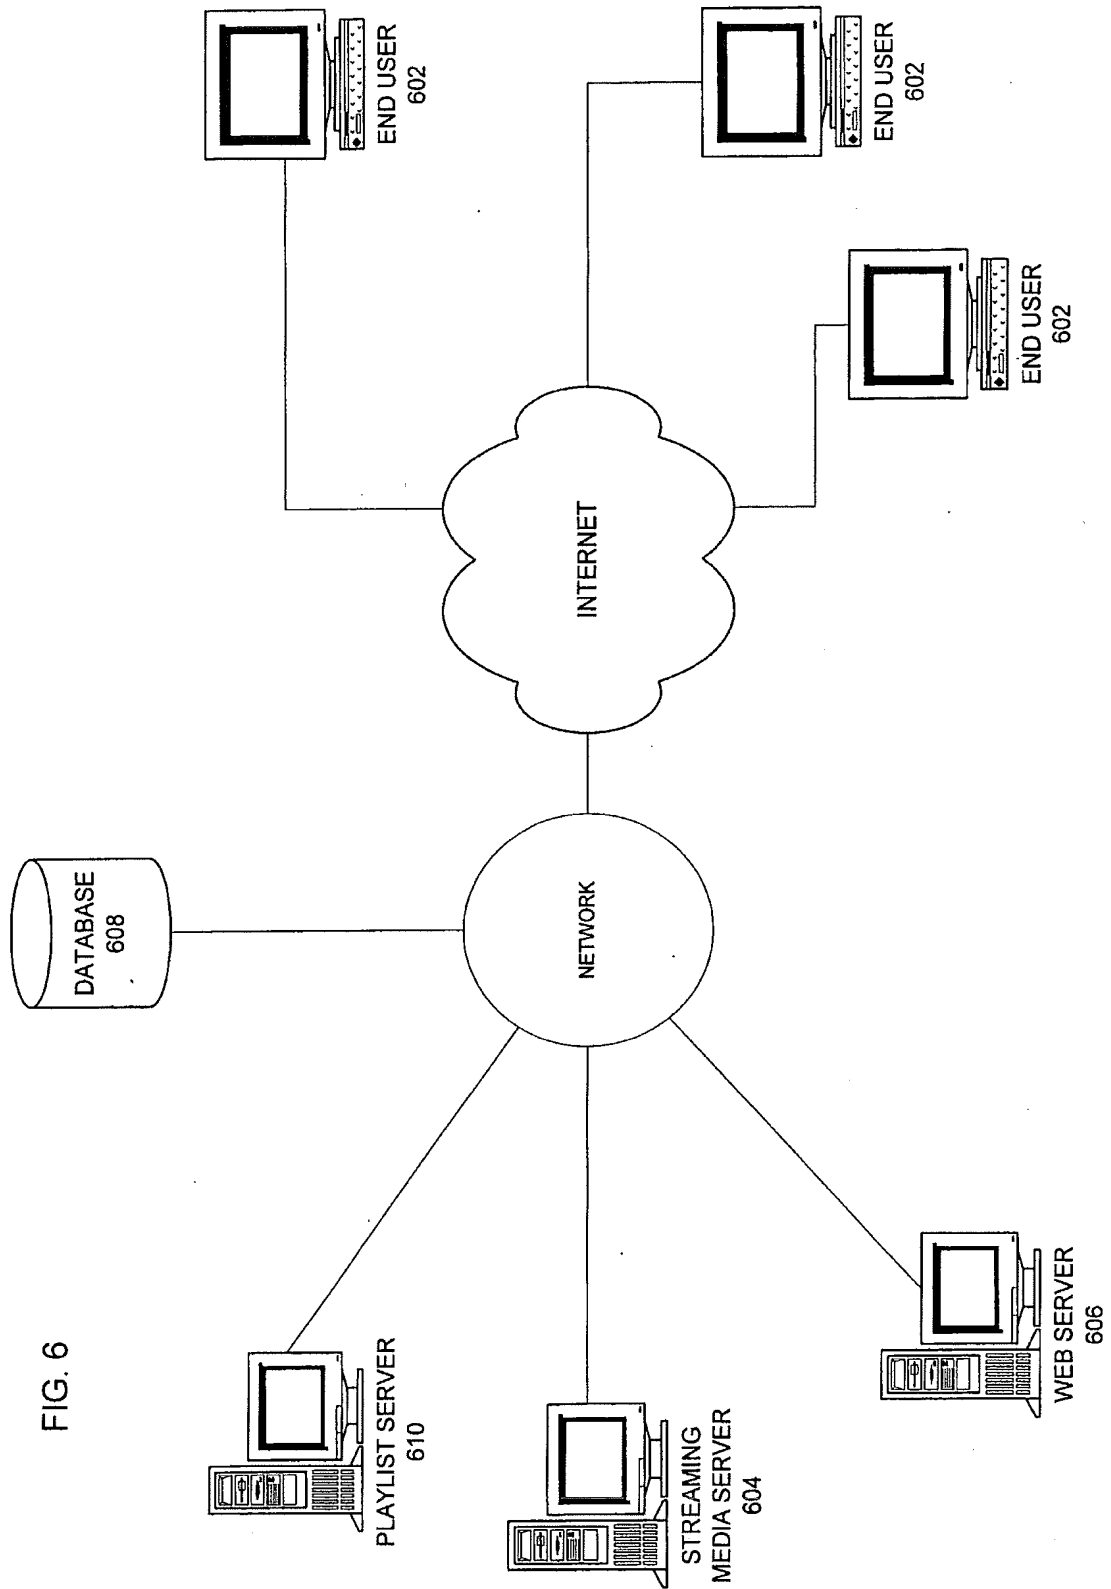 FIG. 6
DATABASE
608
PLAYLIST SERVER
610
STREAMING
MEDIA SERVER
604
WEB SERVER
606
NETWORK
INTERNET
END USER
602
END USER
602
END USER
602